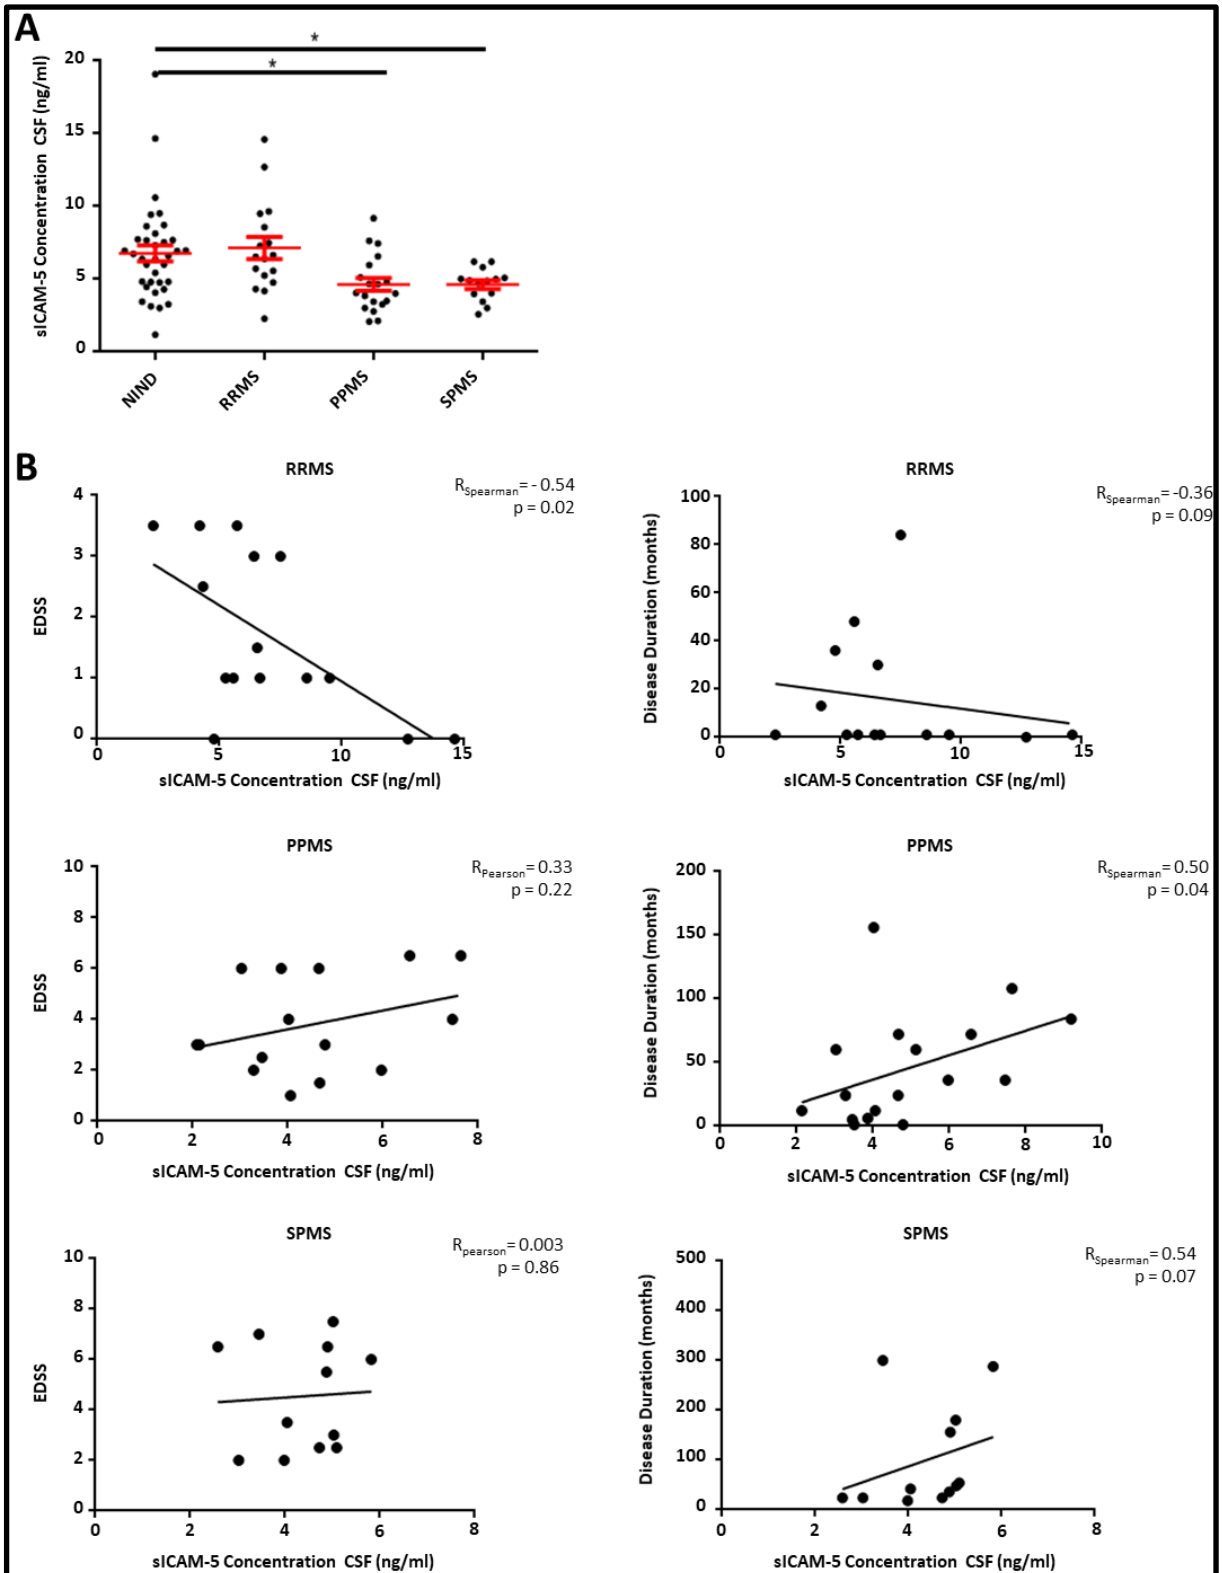 A
*
*
sICAM-5 Concentration CSF (ng/ml)
20
15
10
5
0
NIND
RRMS
PPMS
SPMS
B
RRMS
RSpearman= - 0.54
p = 0.02
EDSS
4
3
2
1
0
0
5
10
15
sICAM-5 Concentration CSF (ng/ml)
RRMS
RSpearman= -0.36
p = 0.09
Disease Duration (months)
100
80
60
40
20
0
0
5
10
15
sICAM-5 Concentration CSF (ng/ml)
PPMS
RPearson= 0.33
p = 0.22
EDSS
10
8
6
4
2
0
0
2
4
6
8
sICAM-5 Concentration CSF (ng/ml)
PPMS
RSpearman= 0.50
p = 0.04
Disease Duration (months)
200
150
100
50
0
0
2
4
6
8
10
sICAM-5 Concentration CSF (ng/ml)
SPMS
Rpearson= 0.003
p = 0.86
EDSS
10
8
6
4
2
0
0
2
4
6
8
sICAM-5 Concentration CSF (ng/ml)
SPMS
RSpearman= 0.54
p = 0.07
Disease Duration (months)
500
400
300
200
100
0
0
2
4
6
8
sICAM-5 Concentration CSF (ng/ml)